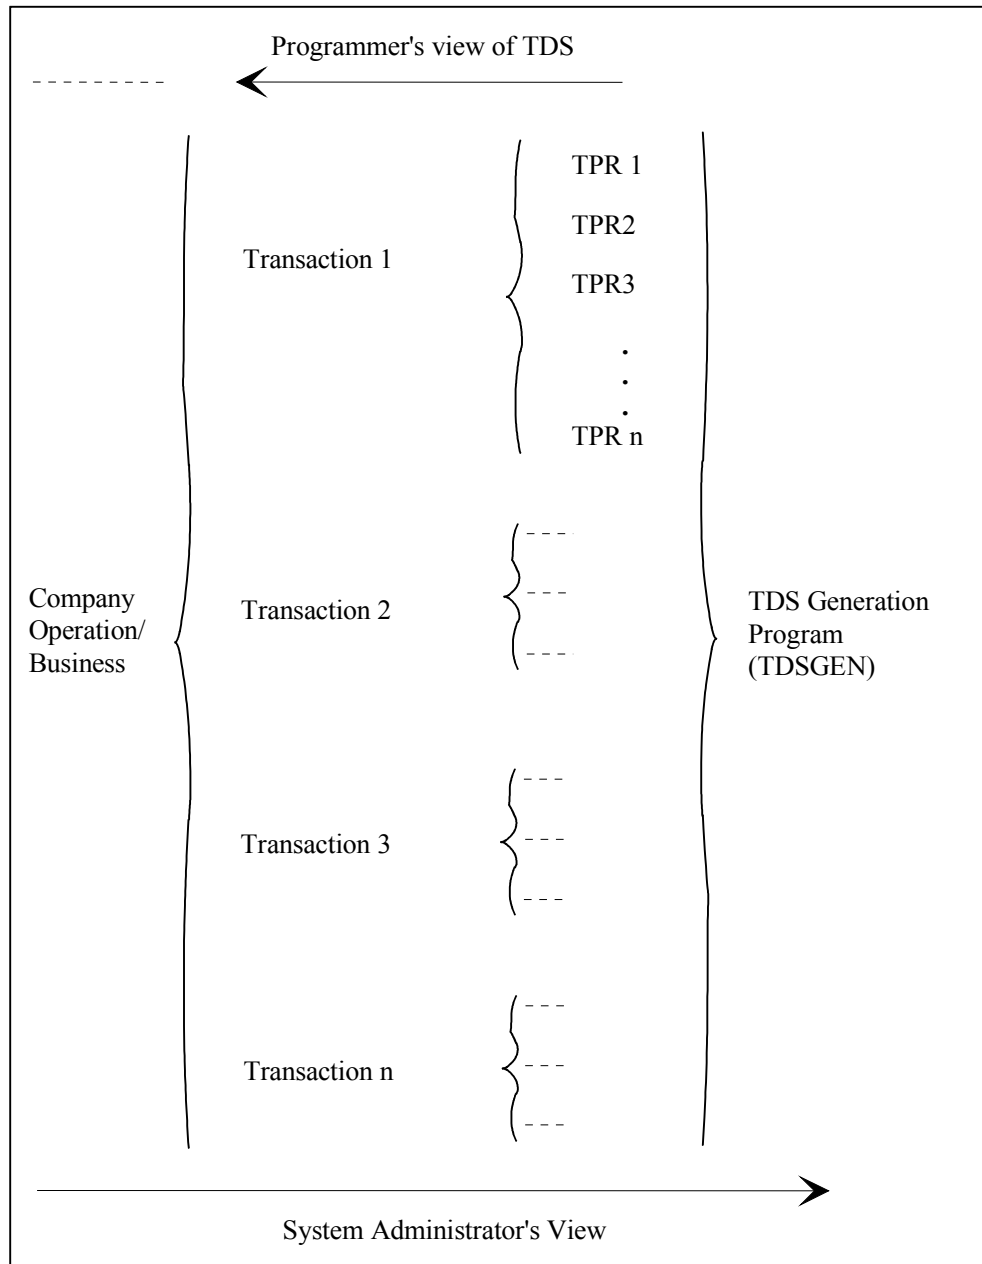 Programmer's view of TDS
TPR 1
TPR2
Transaction 1
TPR3
TPR n
Company
Operation/
Business
Transaction 2
TDS Generation
Program
(TDSGEN)
Transaction 3
Transaction n
System Administrator's View